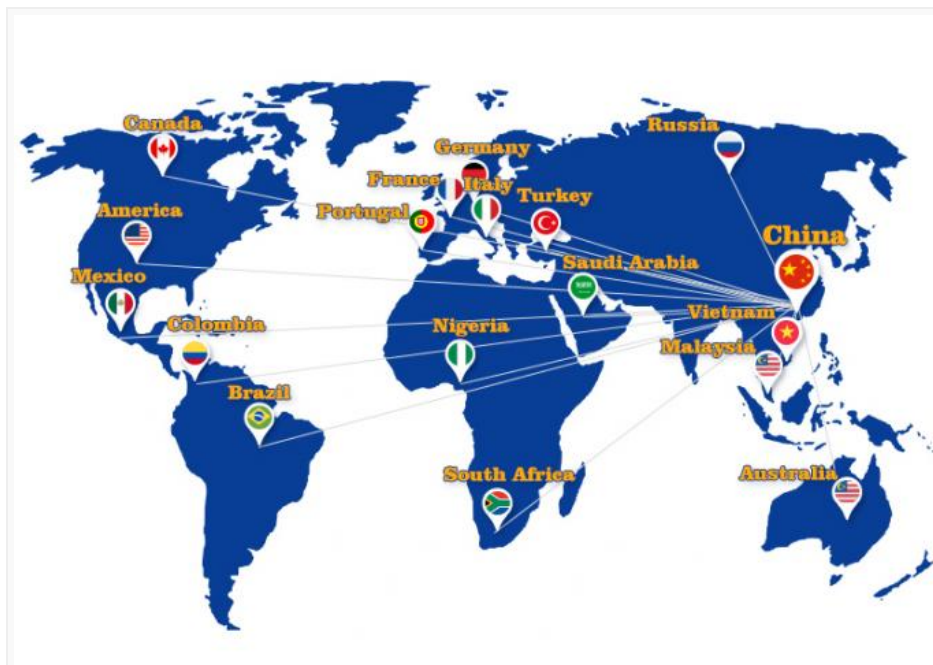 Canada
Russia
Germany
France
Italy
Turkey
America
Portugal
China
Saudi Arabia
Mexico
Vietnam
Colombia
Nigeria
Malaysia
Brazil
South Africa
Australia